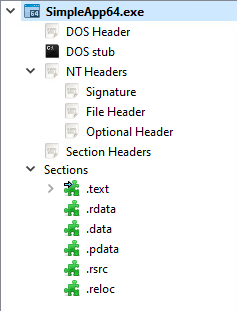 SimpleApp64.exe
DOS Header
DOS stub
NT Headers
Signature
File Header
Optional Header
Section Headers
Sections
.text
.rdata
.data
.pdata
.rsrc
.reloc